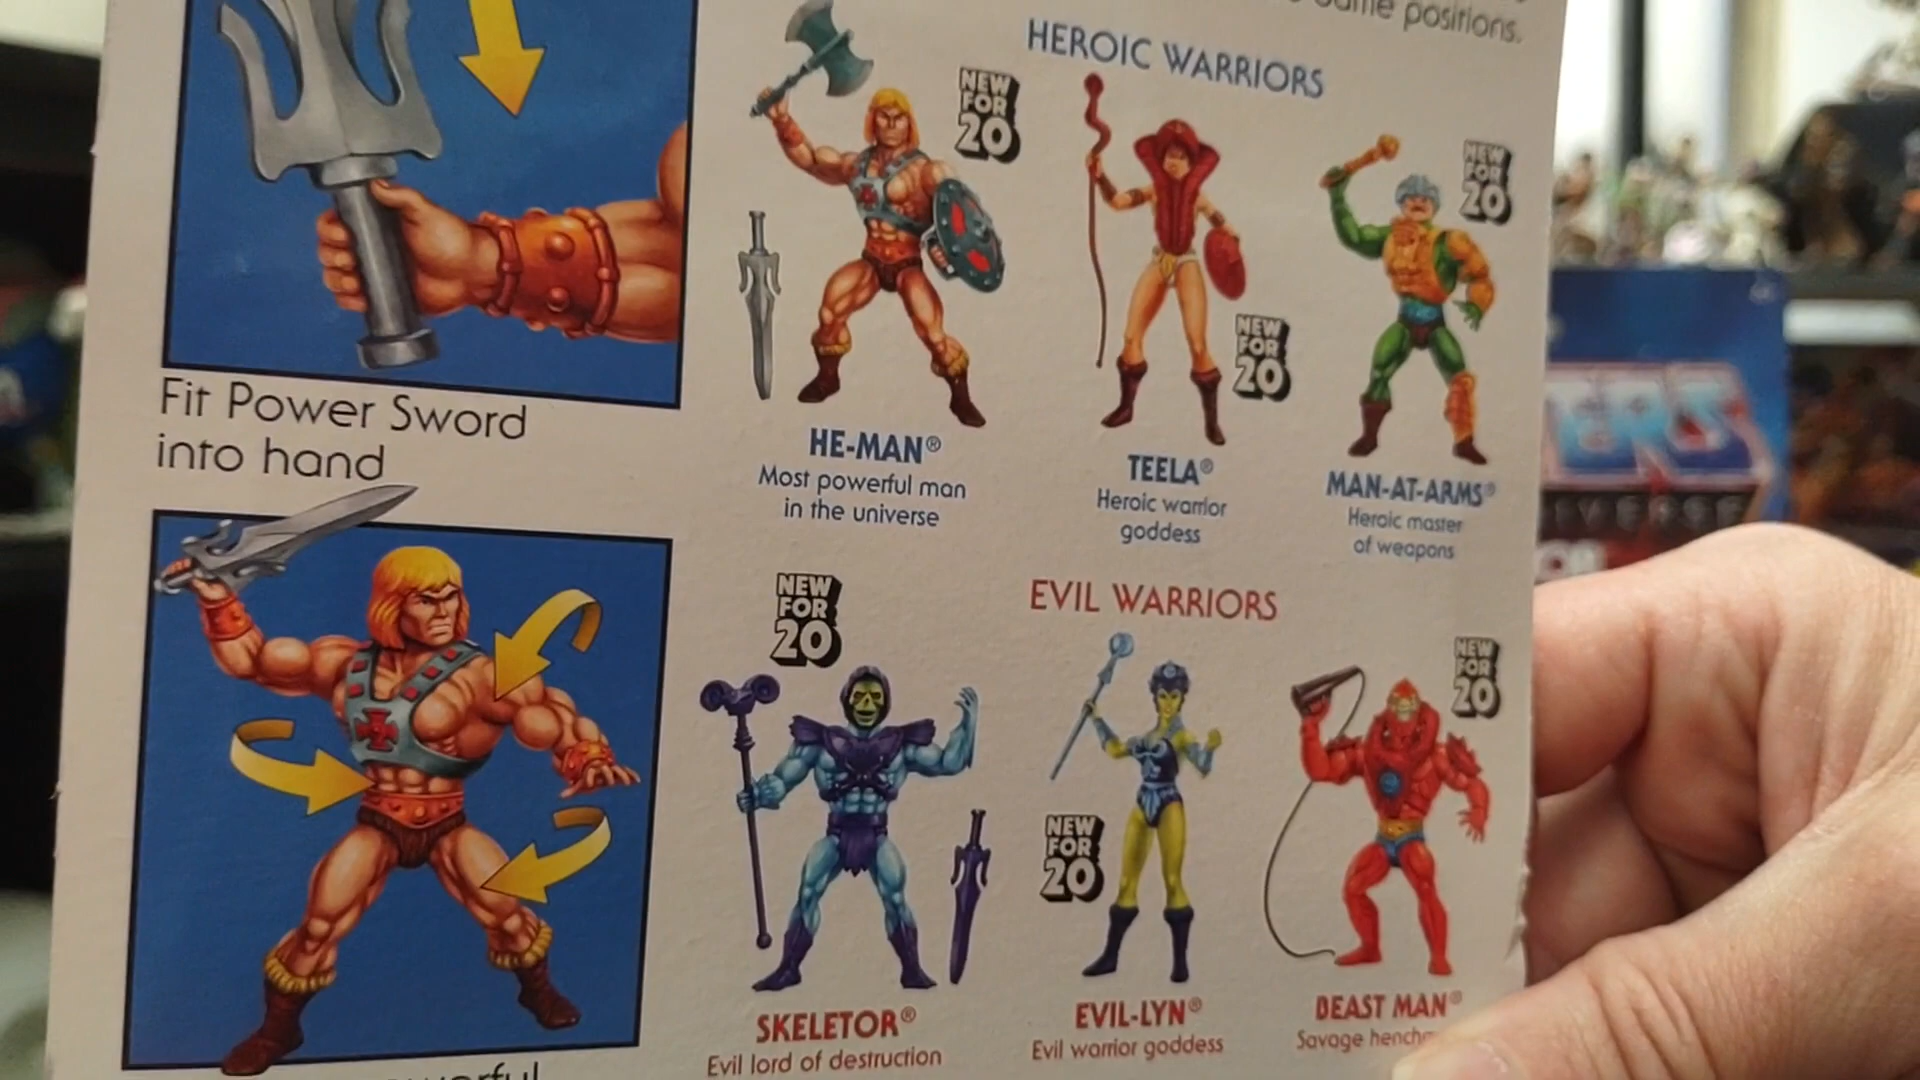 positions.
HEROIC WARRIORS
NEW
FOR
20
NEW
FOR
20
NEW
FOR
20
Fit Power Sword
into hand
HE-MAN®
Most powerful man
in the universe
TEELA®
Heroic warrior
goddess
MAN-AT-ARMS®
Heroic master
of weapons
EVIL WARRIORS
NEW
FOR
20
NEW
FOR
20
NEW
FOR
20
SKELETOR®
Evil lord of destruction
EVIL-LYN®
Evil warrior goddess
BEAST MAN®
Savage